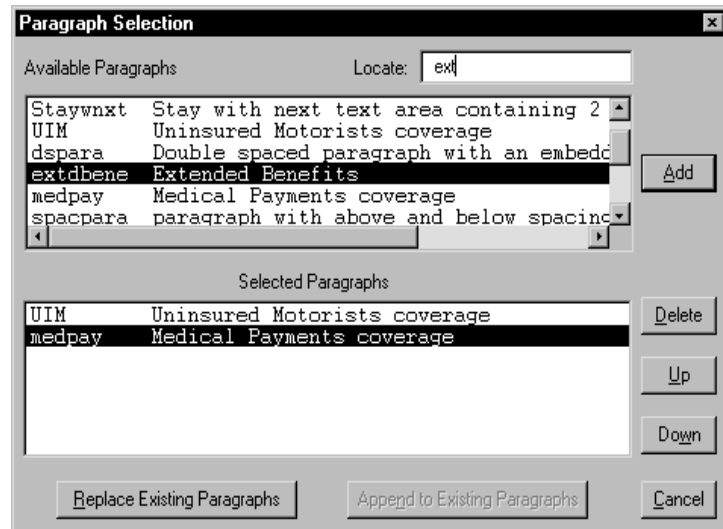 Paragraph Selection
Available Paragraphs Locate: ext
Staywnxt Stay with next text area containing 2
UIM Uninsured Motorists coverage
dspara Double spaced paragraph with an embedd
extdbene Extended Benefits
medpay Medical Payments coverage
spacpara paragraph with above and below spacing
Add
Selected Paragraphs
UIM Uninsured Motorists coverage
medpay Medical Payments coverage
Delete
Up
Down
Replace Existing Paragraphs Append to Existing Paragraphs Cancel